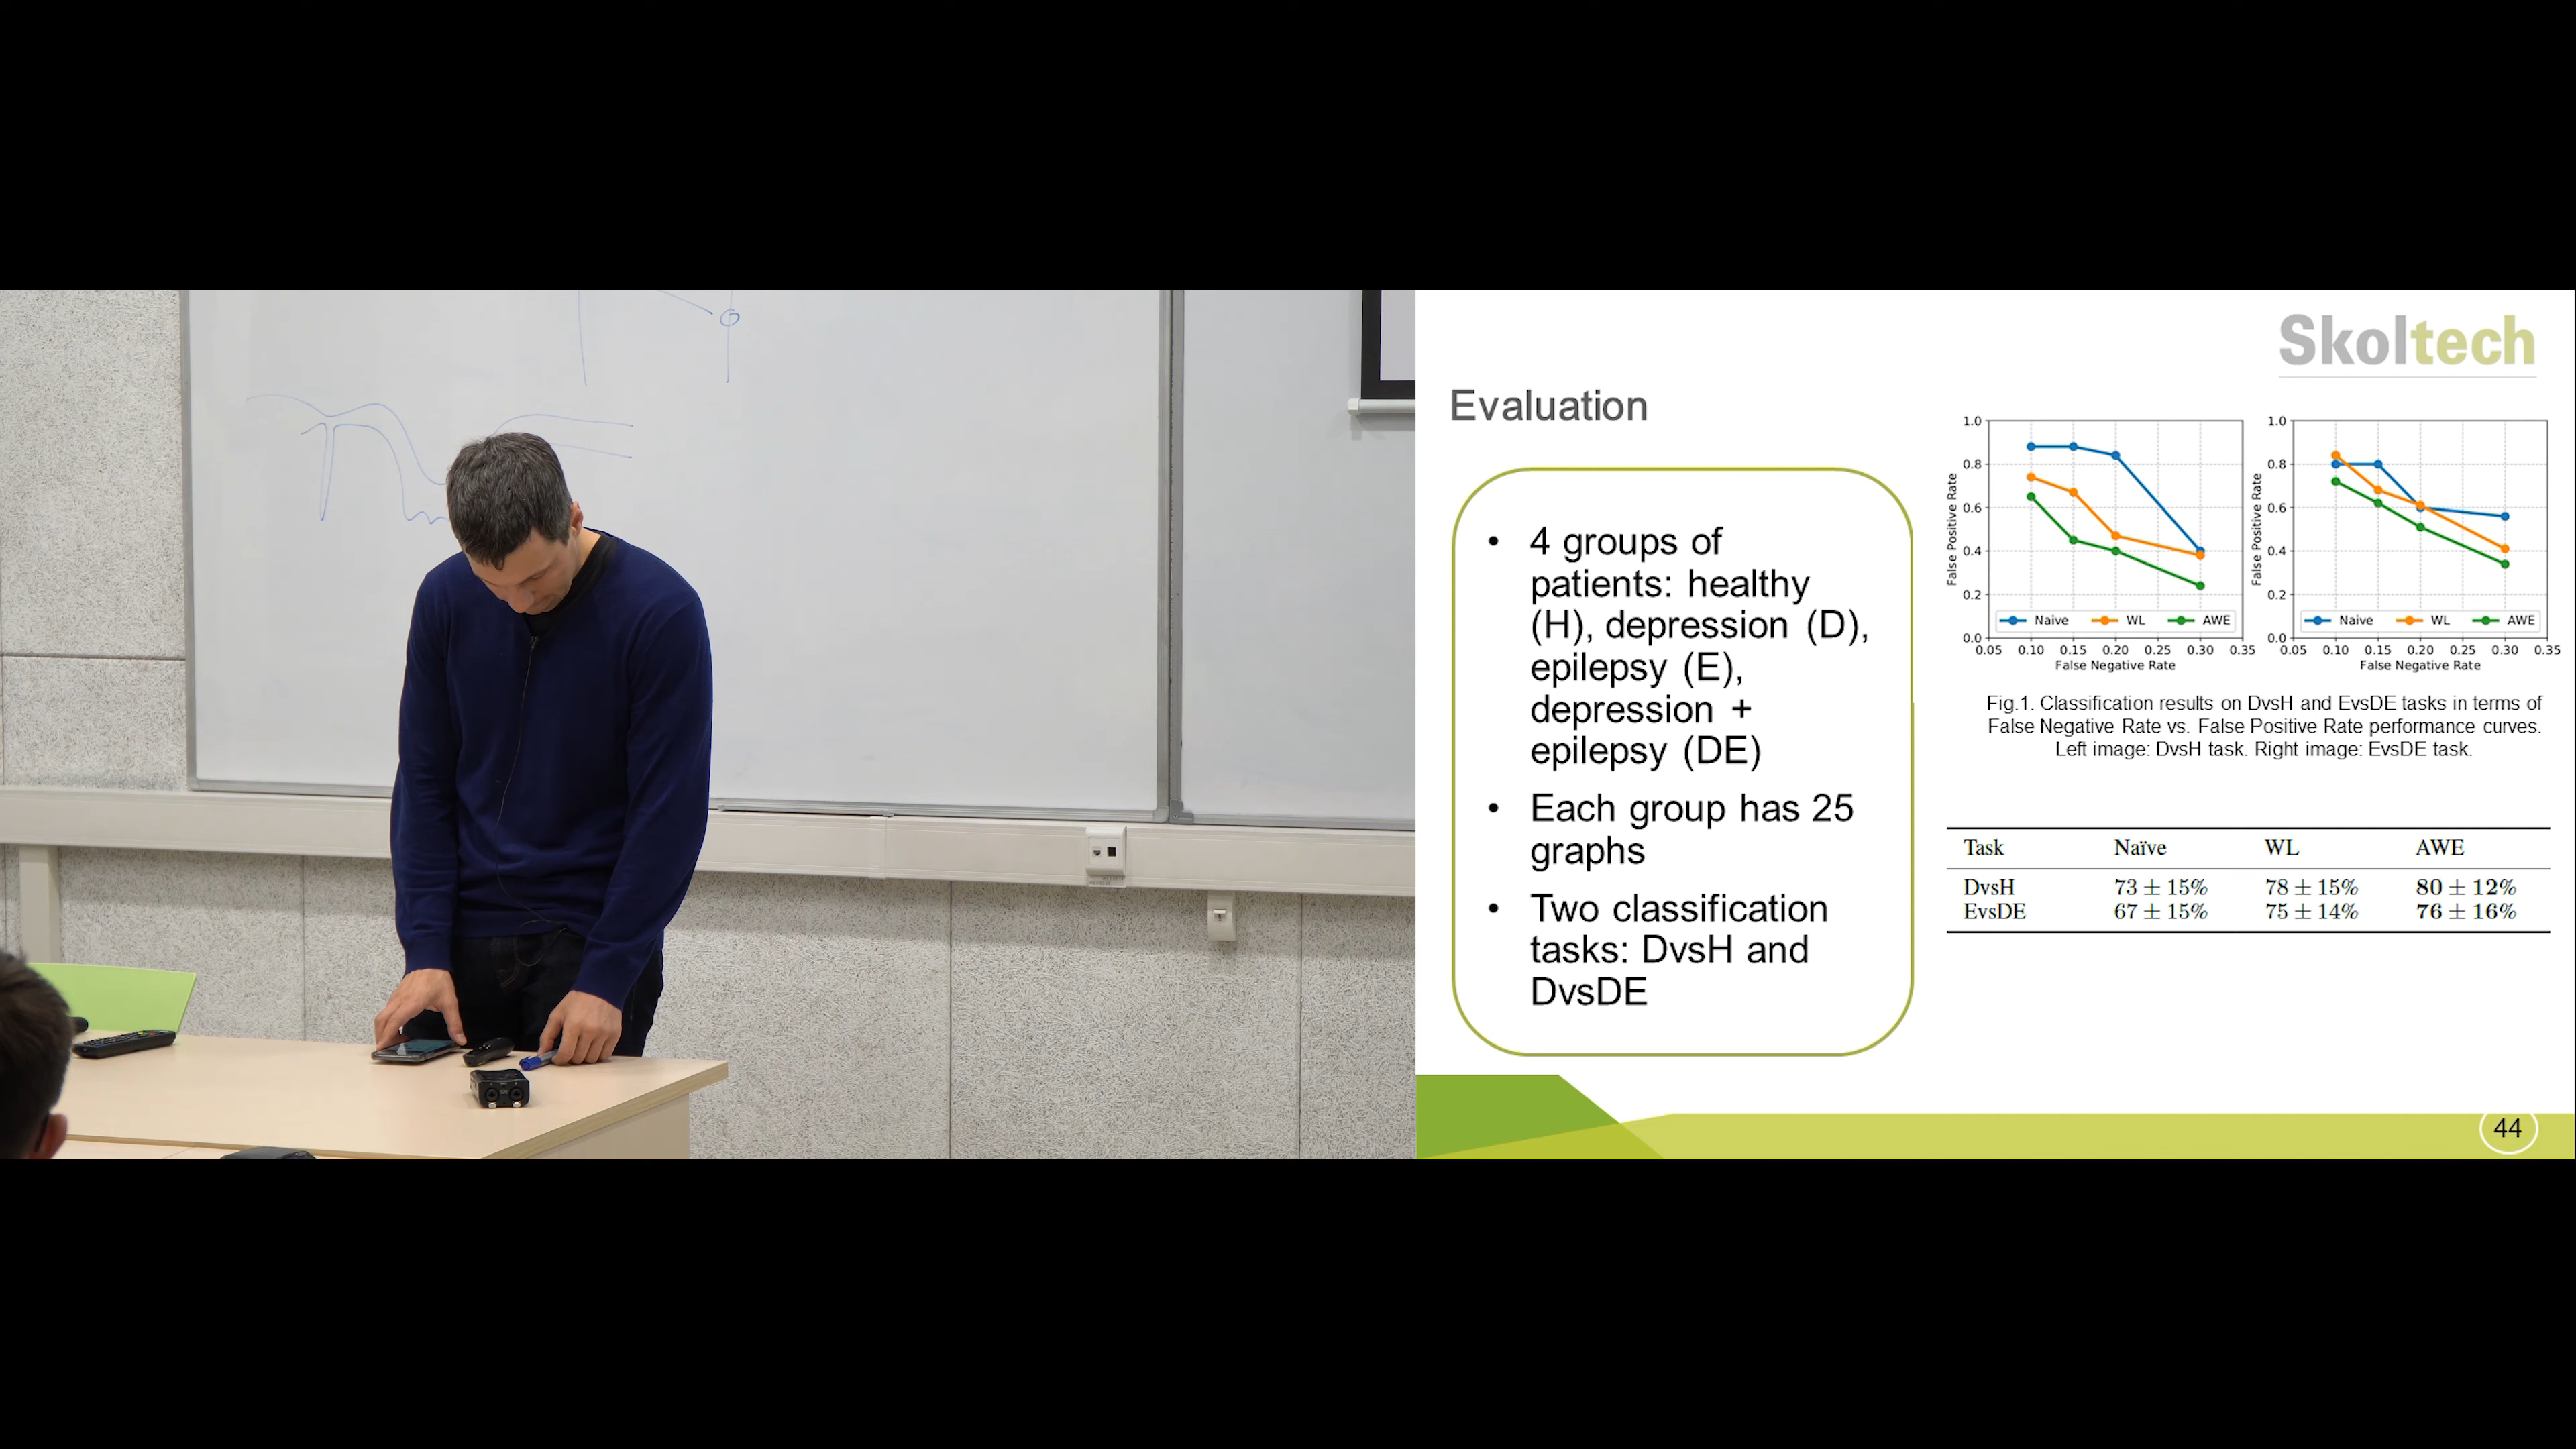 Skoltech
Evaluation
• 4 groups of
patients: healthy
(H), depression (D),
epilepsy (E),
depression +
epilepsy (DE)
• Each group has 25
graphs
• Two classification
tasks: DvsH and
DvsDE
1.0
0.8
0.6
0.4
0.2
0.0
False Positive Rate
Naive WL AWE
0.05 0.10 0.15 0.20 0.25 0.30 0.35
False Negative Rate
1.0
0.8
0.6
0.4
0.2
0.0
False Positive Rate
Naive WL AWE
0.05 0.10 0.15 0.20 0.25 0.30 0.35
False Negative Rate
Fig.1. Classification results on DvsH and EvsDE tasks in terms of
False Negative Rate vs. False Positive Rate performance curves.
Left image: DvsH task. Right image: EvsDE task.
Task Naïve WL AWE
DvsH 73 ± 15% 78 ± 15% 80 ± 12%
EvsDE 67 ± 15% 75 ± 14% 76 ± 16%
44